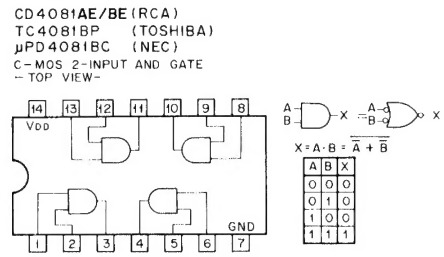 CD4081AE/BE (RCA)
TC4081BP (TOSHIBA)
μPD4081BC (NEC)
C-MOS 2-INPUT AND GATE
-TOP VIEW-
14 13 12 11 10 9 8
VDD
GND
1 2 3 4 5 6 7
A
B
X
=
A
B
X
X=A·B=A̅+B̅
A B X
0 0 0
0 1 0
1 0 0
1 1 1